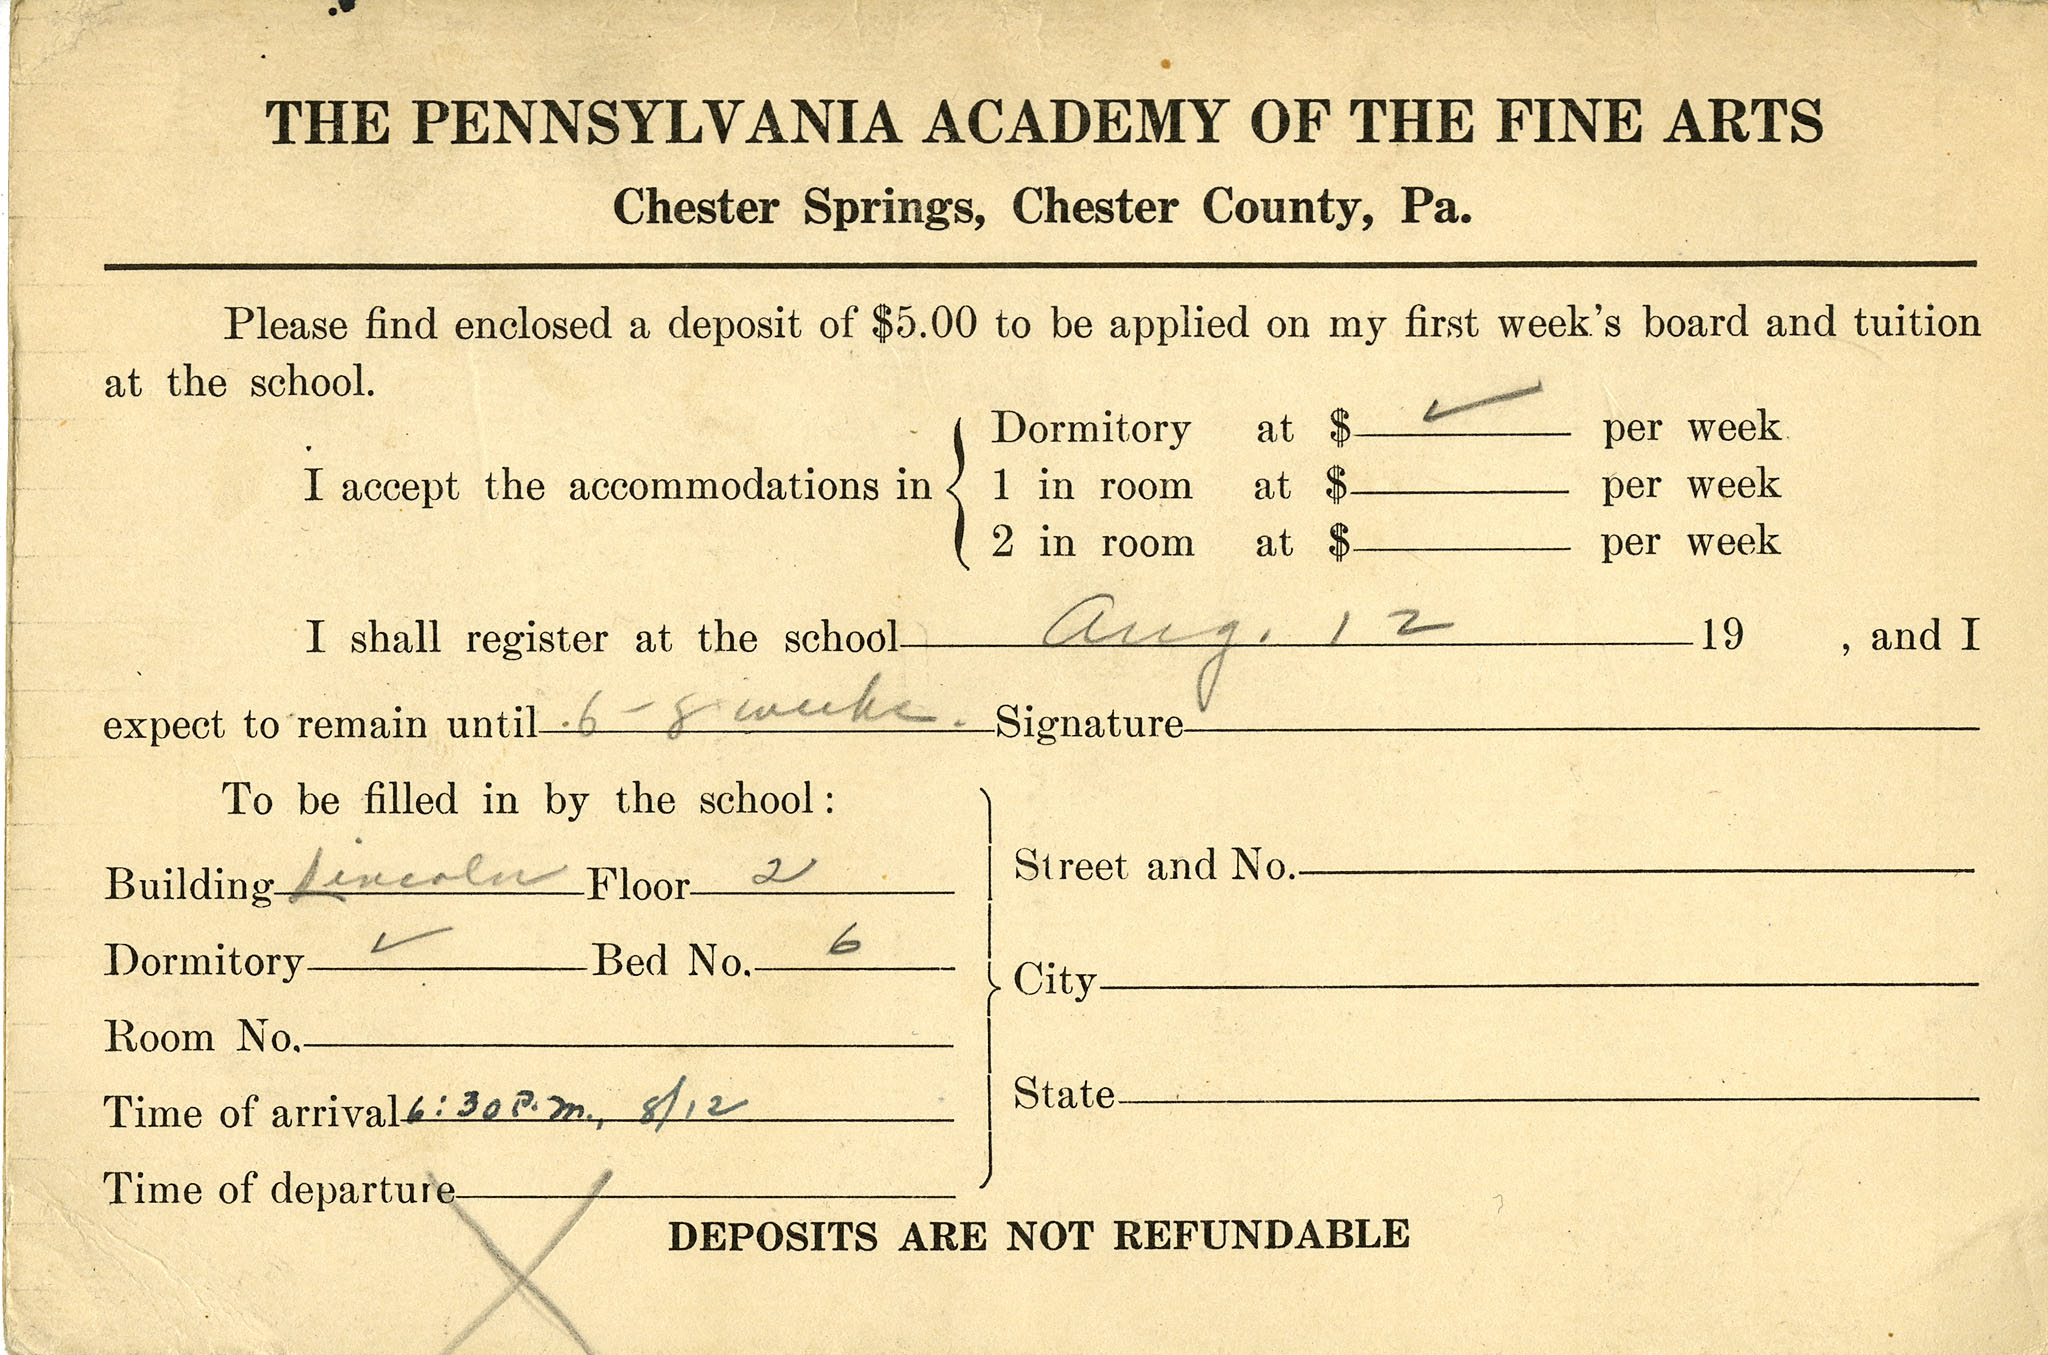 THE PENNSYLVANIA ACADEMY OF THE FINE ARTS
Chester Springs, Chester County, Pa.
Please find enclosed a deposit of $5.00 to be applied on my first week's board and tuition
at the school.
I accept the accommodations in
Dormitory at $ ✓ per week
1 in room at $ per week
2 in room at $ per week
I shall register at the school Aug. 12 19 , and I
expect to remain until 6-8 weeks. Signature
To be filled in by the school:
Building Lincoln Floor 2
Dormitory ✓ Bed No. 6
Room No.
Time of arrival 6:30 P.M., 8/12
Time of departure
Street and No.
City
State
DEPOSITS ARE NOT REFUNDABLE